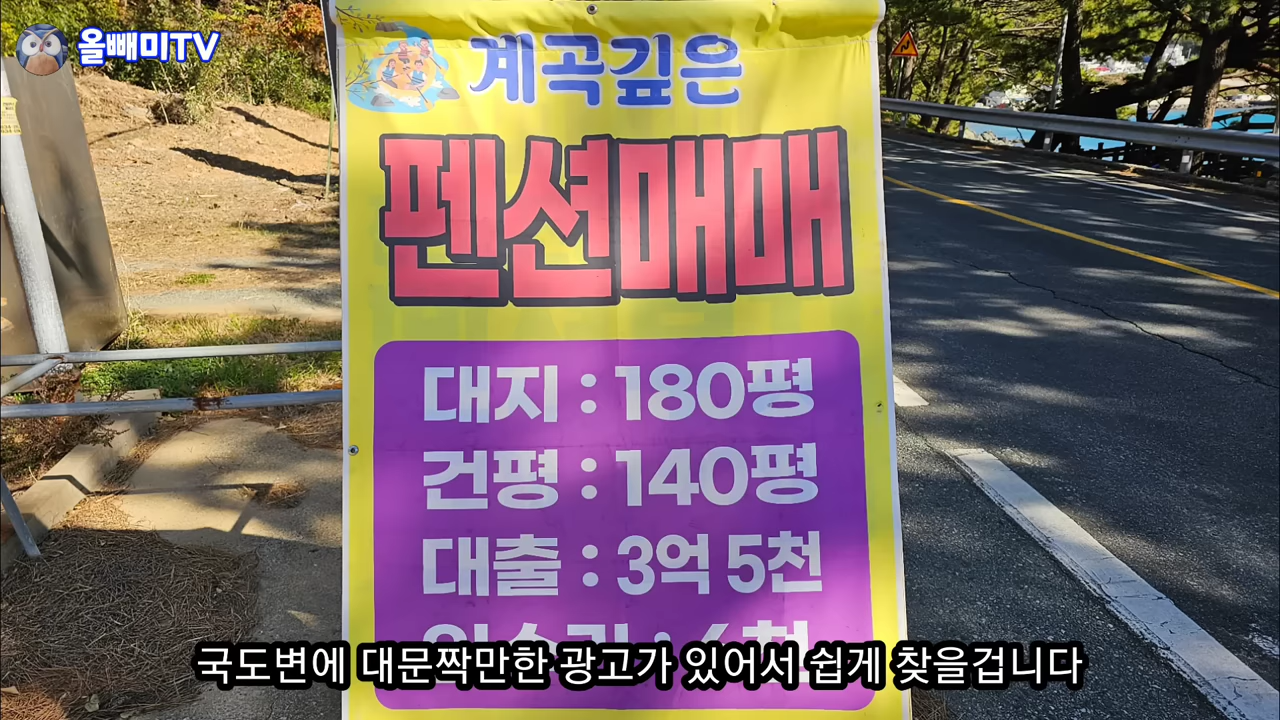 올빼미TV
계곡깊은
펜션매매
대지 : 180평
건평 : 140평
대출 : 3억 5천
국도변에 대문짝만한 광고가 있어서 쉽게 찾을겁니다